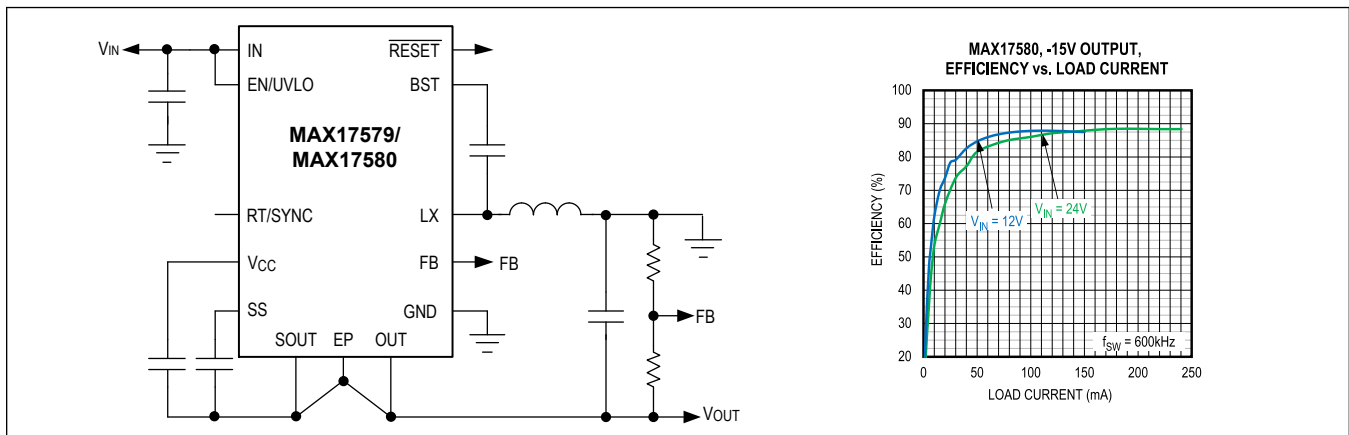 VIN
IN
RESET
EN/UVLO
BST
MAX17579/
MAX17580
RT/SYNC
LX
VCC
FB
FB
SS
GND
FB
SOUT
EP
OUT
VOUT
MAX17580, -15V OUTPUT,
EFFICIENCY vs. LOAD CURRENT
100
90
80
70
60
50
40
30
20
EFFICIENCY (%)
VIN = 12V
VIN = 24V
fSW = 600kHz
0
50
100
150
200
250
LOAD CURRENT (mA)